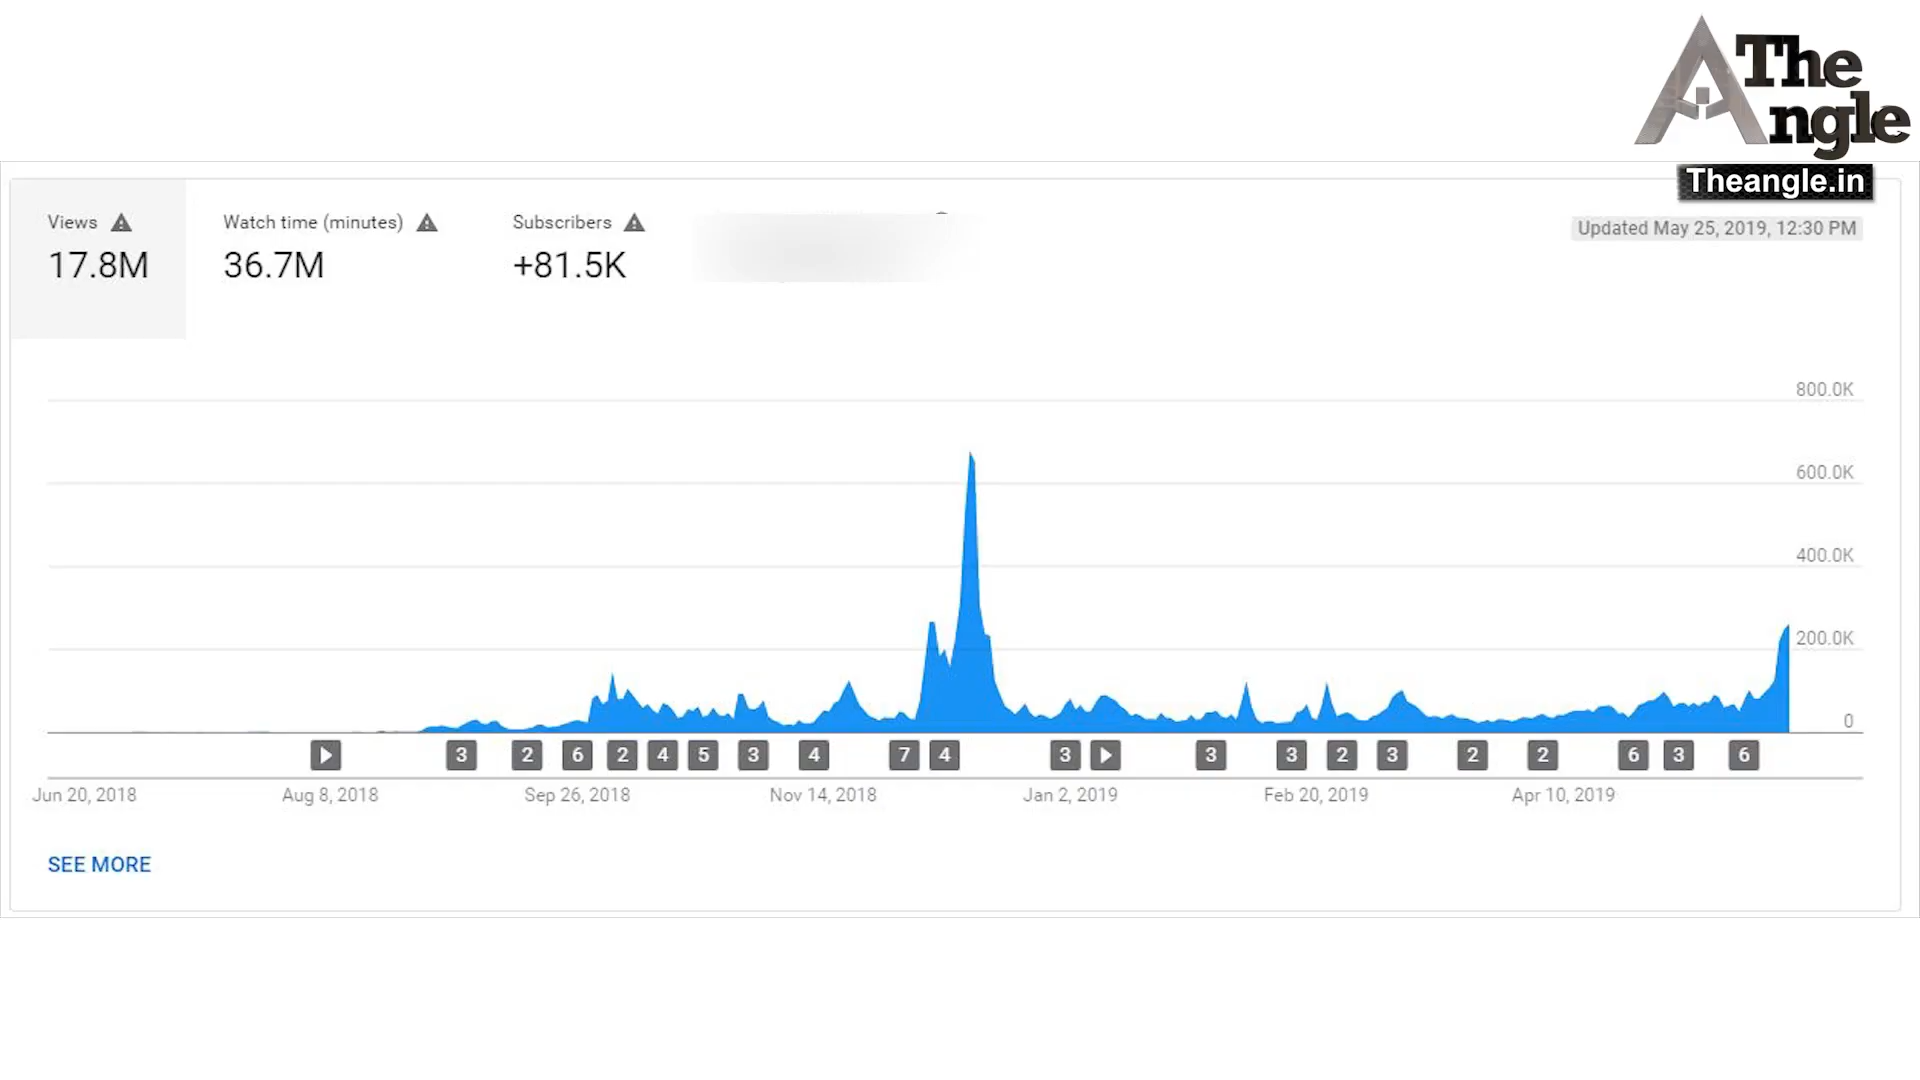 The
Angle
Theangle.in
Views
17.8M
Watch time (minutes)
36.7M
Subscribers
+81.5K
Updated May 25, 2019, 12:30 PM
800.0K
600.0K
400.0K
200.0K
0
3 2 6 2 4 5 3 4 7 4 3 3 3 2 3 2 2 6 3 6
Jun 20, 2018 Aug 8, 2018 Sep 26, 2018 Nov 14, 2018 Jan 2, 2019 Feb 20, 2019 Apr 10, 2019
SEE MORE